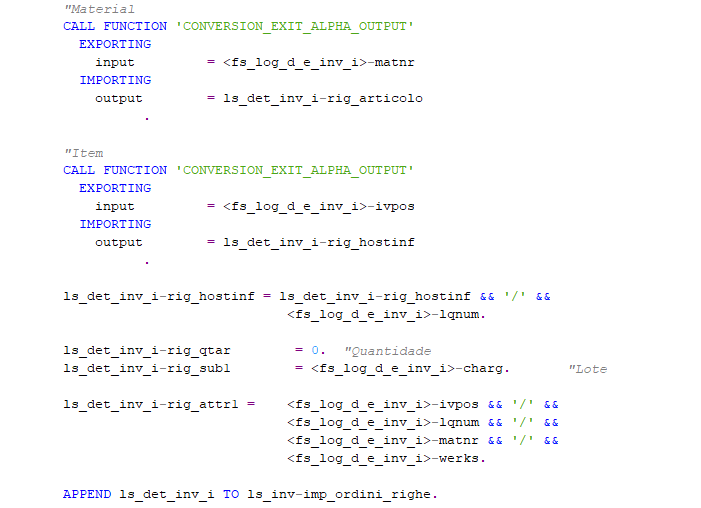 "Material
CALL FUNCTION 'CONVERSION_EXIT_ALPHA_OUTPUT'
EXPORTING
input = <fs_log_d_e_inv_i>-matnr
IMPORTING
output = ls_det_inv_i-rig_articolo
.
"Item
CALL FUNCTION 'CONVERSION_EXIT_ALPHA_OUTPUT'
EXPORTING
input = <fs_log_d_e_inv_i>-ivpos
IMPORTING
output = ls_det_inv_i-rig_hostinf
.
ls_det_inv_i-rig_hostinf = ls_det_inv_i-rig_hostinf && '/' &&
<fs_log_d_e_inv_i>-lqnum.
ls_det_inv_i-rig_qtar = 0. "Quantidade
ls_det_inv_i-rig_sub1 = <fs_log_d_e_inv_i>-charg. "Lote
ls_det_inv_i-rig_attr1 = <fs_log_d_e_inv_i>-ivpos && '/' &&
<fs_log_d_e_inv_i>-lqnum && '/' &&
<fs_log_d_e_inv_i>-matnr && '/' &&
<fs_log_d_e_inv_i>-werks.
APPEND ls_det_inv_i TO ls_inv-imp_ordini_righe.